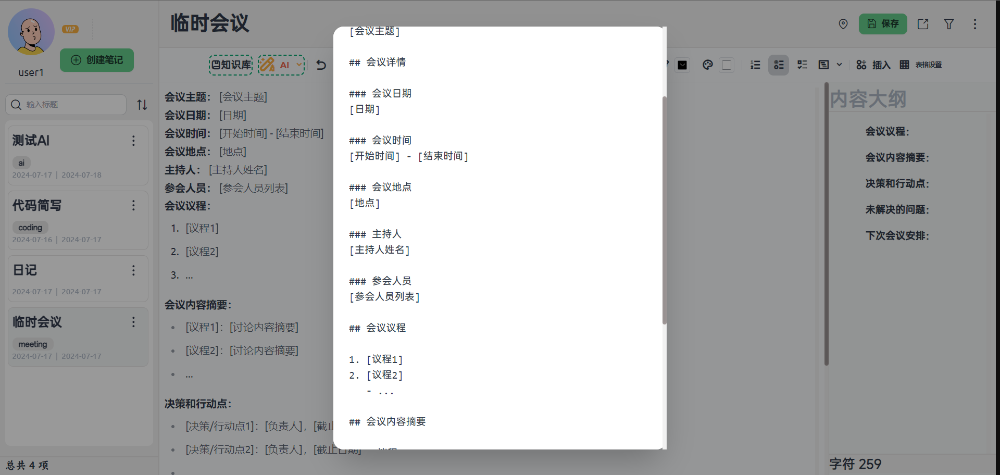 VIP
创建笔记
user1
输入标题
测试AI
ai
2024-07-17 | 2024-07-18
代码简写
coding
2024-07-16 | 2024-07-17
日记
2024-07-17 | 2024-07-17
临时会议
meeting
2024-07-17 | 2024-07-17
总共 4 项
临时会议
保存
知识库
AI
插入
表格设置
会议主题： [会议主题]
会议日期： [日期]
会议时间： [开始时间] - [结束时间]
会议地点： [地点]
主持人： [主持人姓名]
参会人员： [参会人员列表]
会议议程：
1. [议程1]
2. [议程2]
3. ...
会议内容摘要：
• [议程1]：[讨论内容摘要]
• [议程2]：[讨论内容摘要]
• ...
决策和行动点：
• [决策/行动点1]：[负责人]，[截止
• [决策/行动点2]：[负责人]，[截止日期]
[会议主题]
## 会议详情
### 会议日期
[日期]
### 会议时间
[开始时间] - [结束时间]
### 会议地点
[地点]
### 主持人
[主持人姓名]
### 参会人员
[参会人员列表]
## 会议议程
1. [议程1]
2. [议程2]
- ...
## 会议内容摘要
内容大纲
会议议程：
会议内容摘要：
决策和行动点：
未解决的问题：
下次会议安排：
字符 259